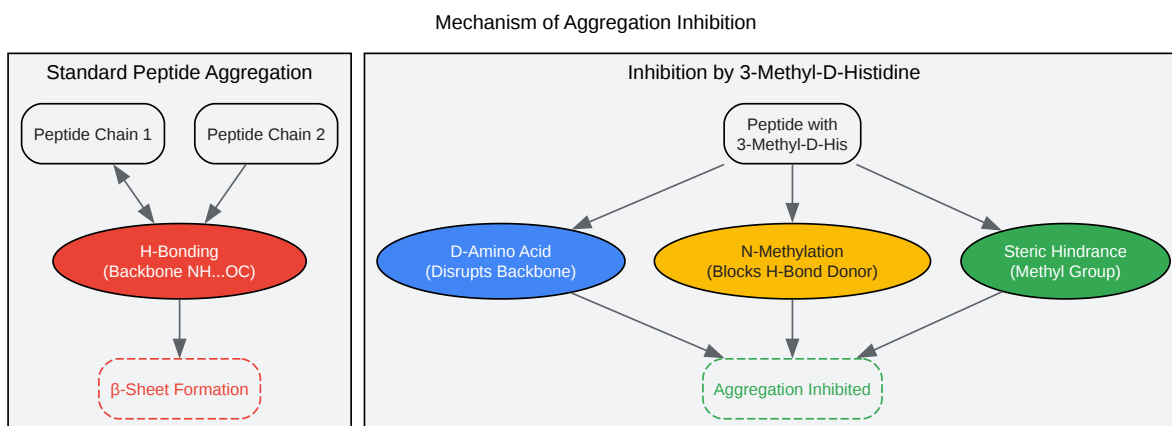 Mechanism of Aggregation Inhibition
Standard Peptide Aggregation
Peptide Chain 1
Peptide Chain 2
H-Bonding
(Backbone NH...OC)
β-Sheet Formation
Inhibition by 3-Methyl-D-Histidine
Peptide with
3-Methyl-D-His
D-Amino Acid
(Disrupts Backbone)
N-Methylation
(Blocks H-Bond Donor)
Steric Hindrance
(Methyl Group)
Aggregation Inhibited